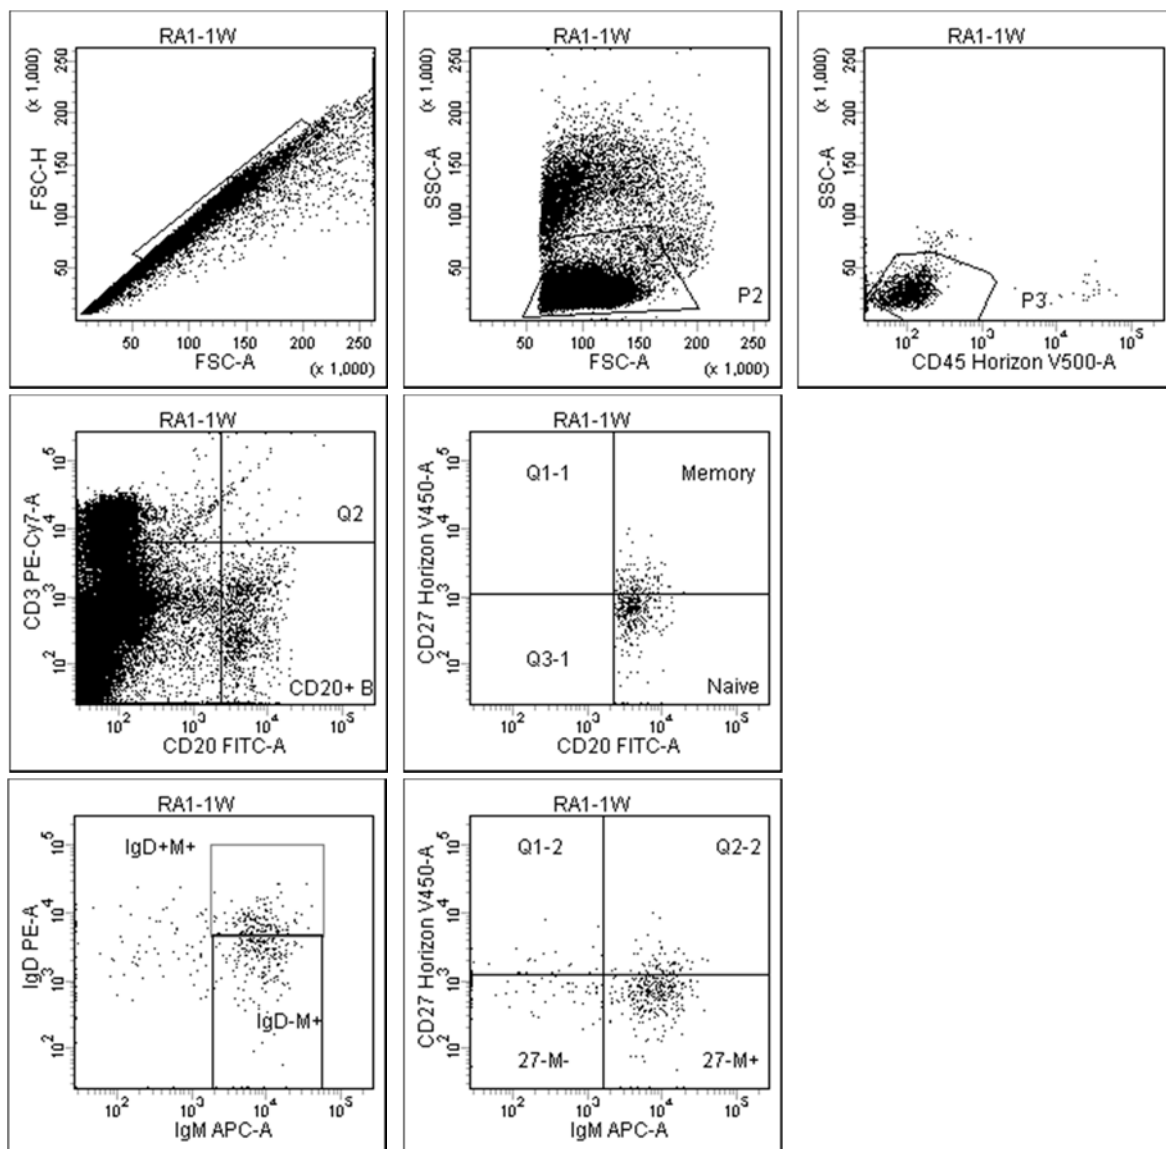 RA1-1W
(x 1,000)
250
200
150
100
50
FSC-H
50 100 150 200 250
FSC-A
(x 1,000)
RA1-1W
(x 1,000)
250
200
150
100
50
SSC-A
P2
50 100 150 200 250
FSC-A
(x 1,000)
RA1-1W
(x 1,000)
250
200
150
100
50
SSC-A
P3
10^2 10^3 10^4 10^5
CD45 Horizon V500-A
RA1-1W
10^5
10^4
10^3
10^2
CD3 PE-Cy7-A
Q2
CD20+ B
10^2 10^3 10^4 10^5
CD20 FITC-A
RA1-1W
10^5
10^4
10^3
10^2
CD27 Horizon V450-A
Q1-1 Memory
Q3-1
Naive
10^2 10^3 10^4 10^5
CD20 FITC-A
RA1-1W
10^5
10^4
10^3
10^2
IgD PE-A
IgD+M+
IgD-M+
10^2 10^3 10^4 10^5
IgM APC-A
RA1-1W
10^5
10^4
10^3
10^2
CD27 Horizon V450-A
Q1-2 Q2-2
27-M- 27-M+
10^2 10^3 10^4 10^5
IgM APC-A